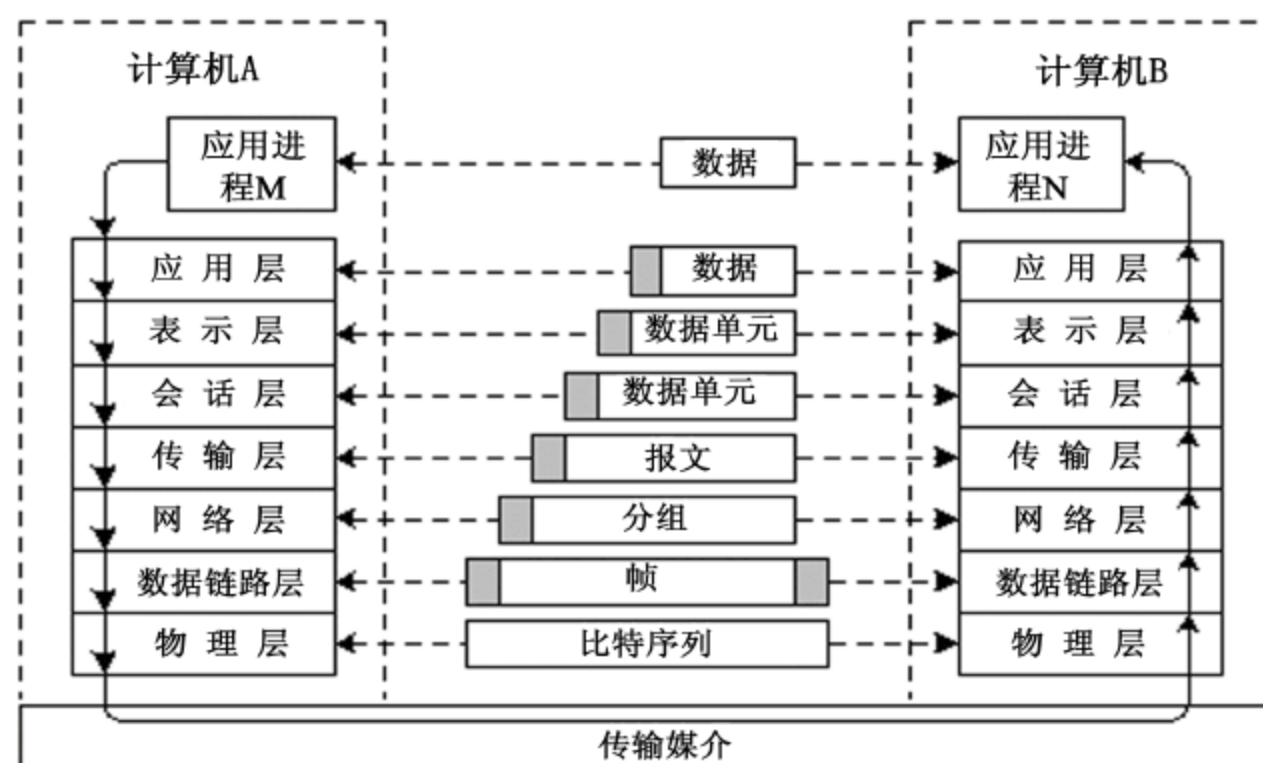 计算机A
计算机B
应用进
程M
数据
应用进
程N
应用层
数据
应用层
表示层
数据单元
表示层
会话层
数据单元
会话层
传输层
报文
传输层
网络层
分组
网络层
数据链路层
帧
数据链路层
物理层
比特序列
物理层
传输媒介